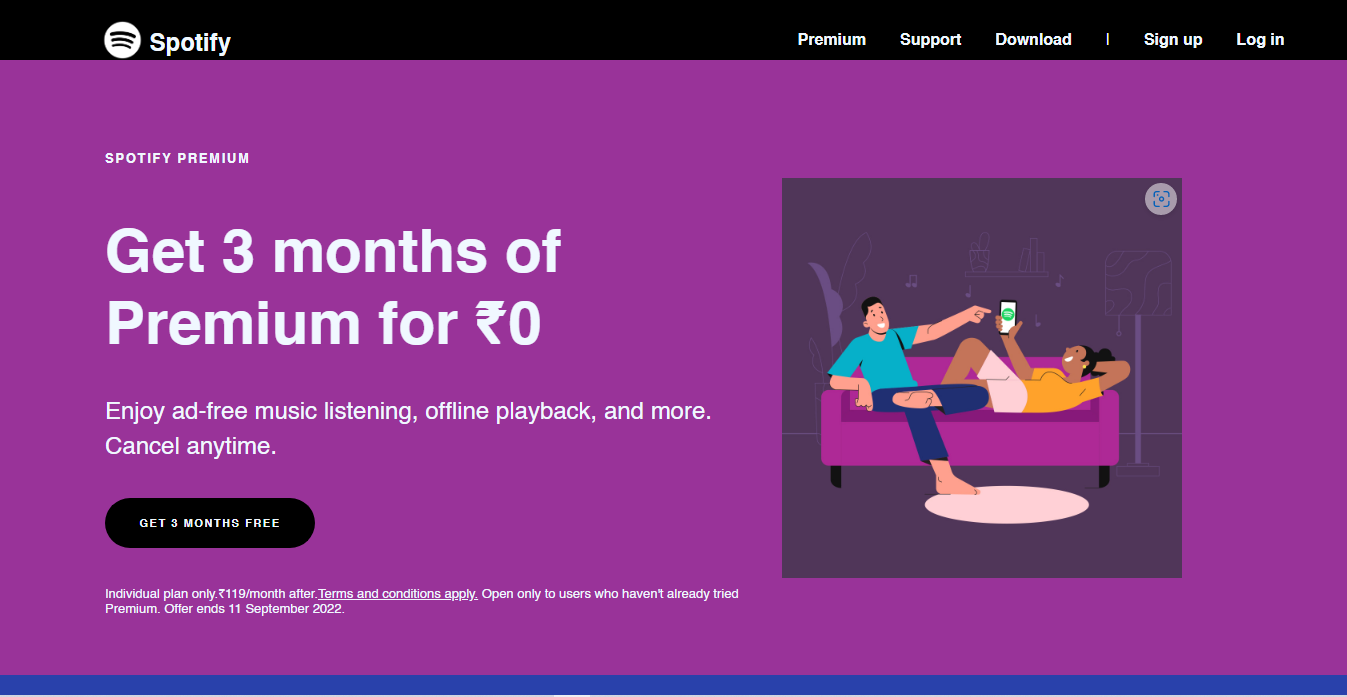 Spotify
Premium Support Download | Sign up Log in
SPOTIFY PREMIUM
Get 3 months of
Premium for ₹0
Enjoy ad-free music listening, offline playback, and more.
Cancel anytime.
GET 3 MONTHS FREE
Individual plan only.₹119/month after.Terms and conditions apply. Open only to users who haven't already tried
Premium. Offer ends 11 September 2022.